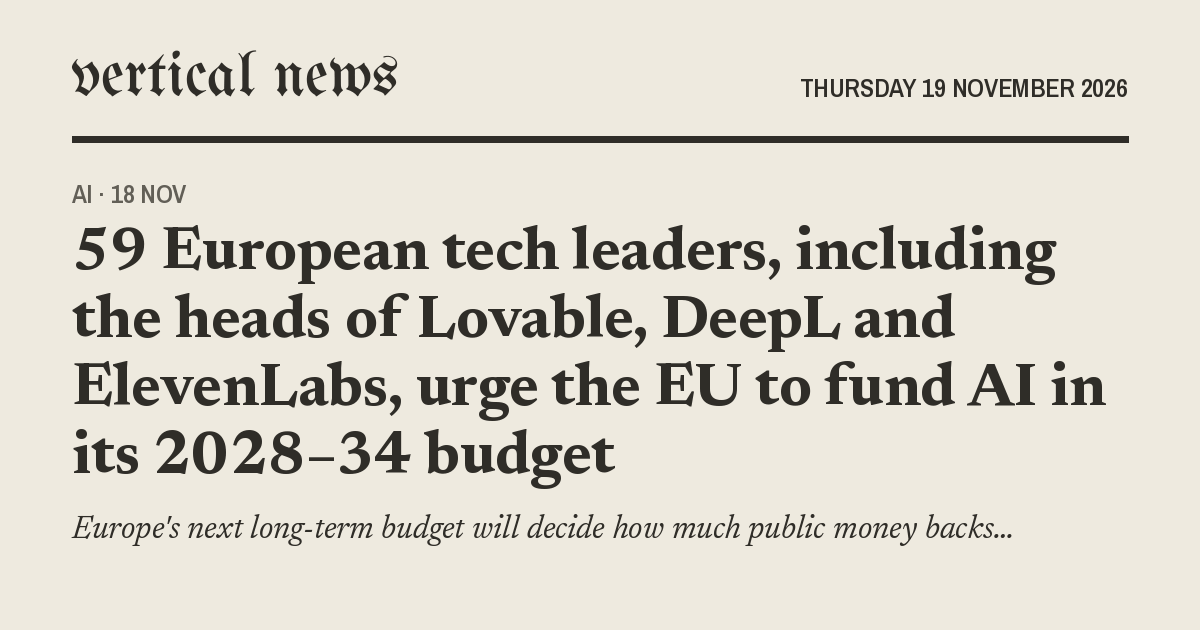 vertical news
THURSDAY 19 NOVEMBER 2026
AI · 18 NOV
59 European tech leaders, including
the heads of Lovable, DeepL and
ElevenLabs, urge the EU to fund AI in
its 2028–34 budget
Europe's next long-term budget will decide how much public money backs...